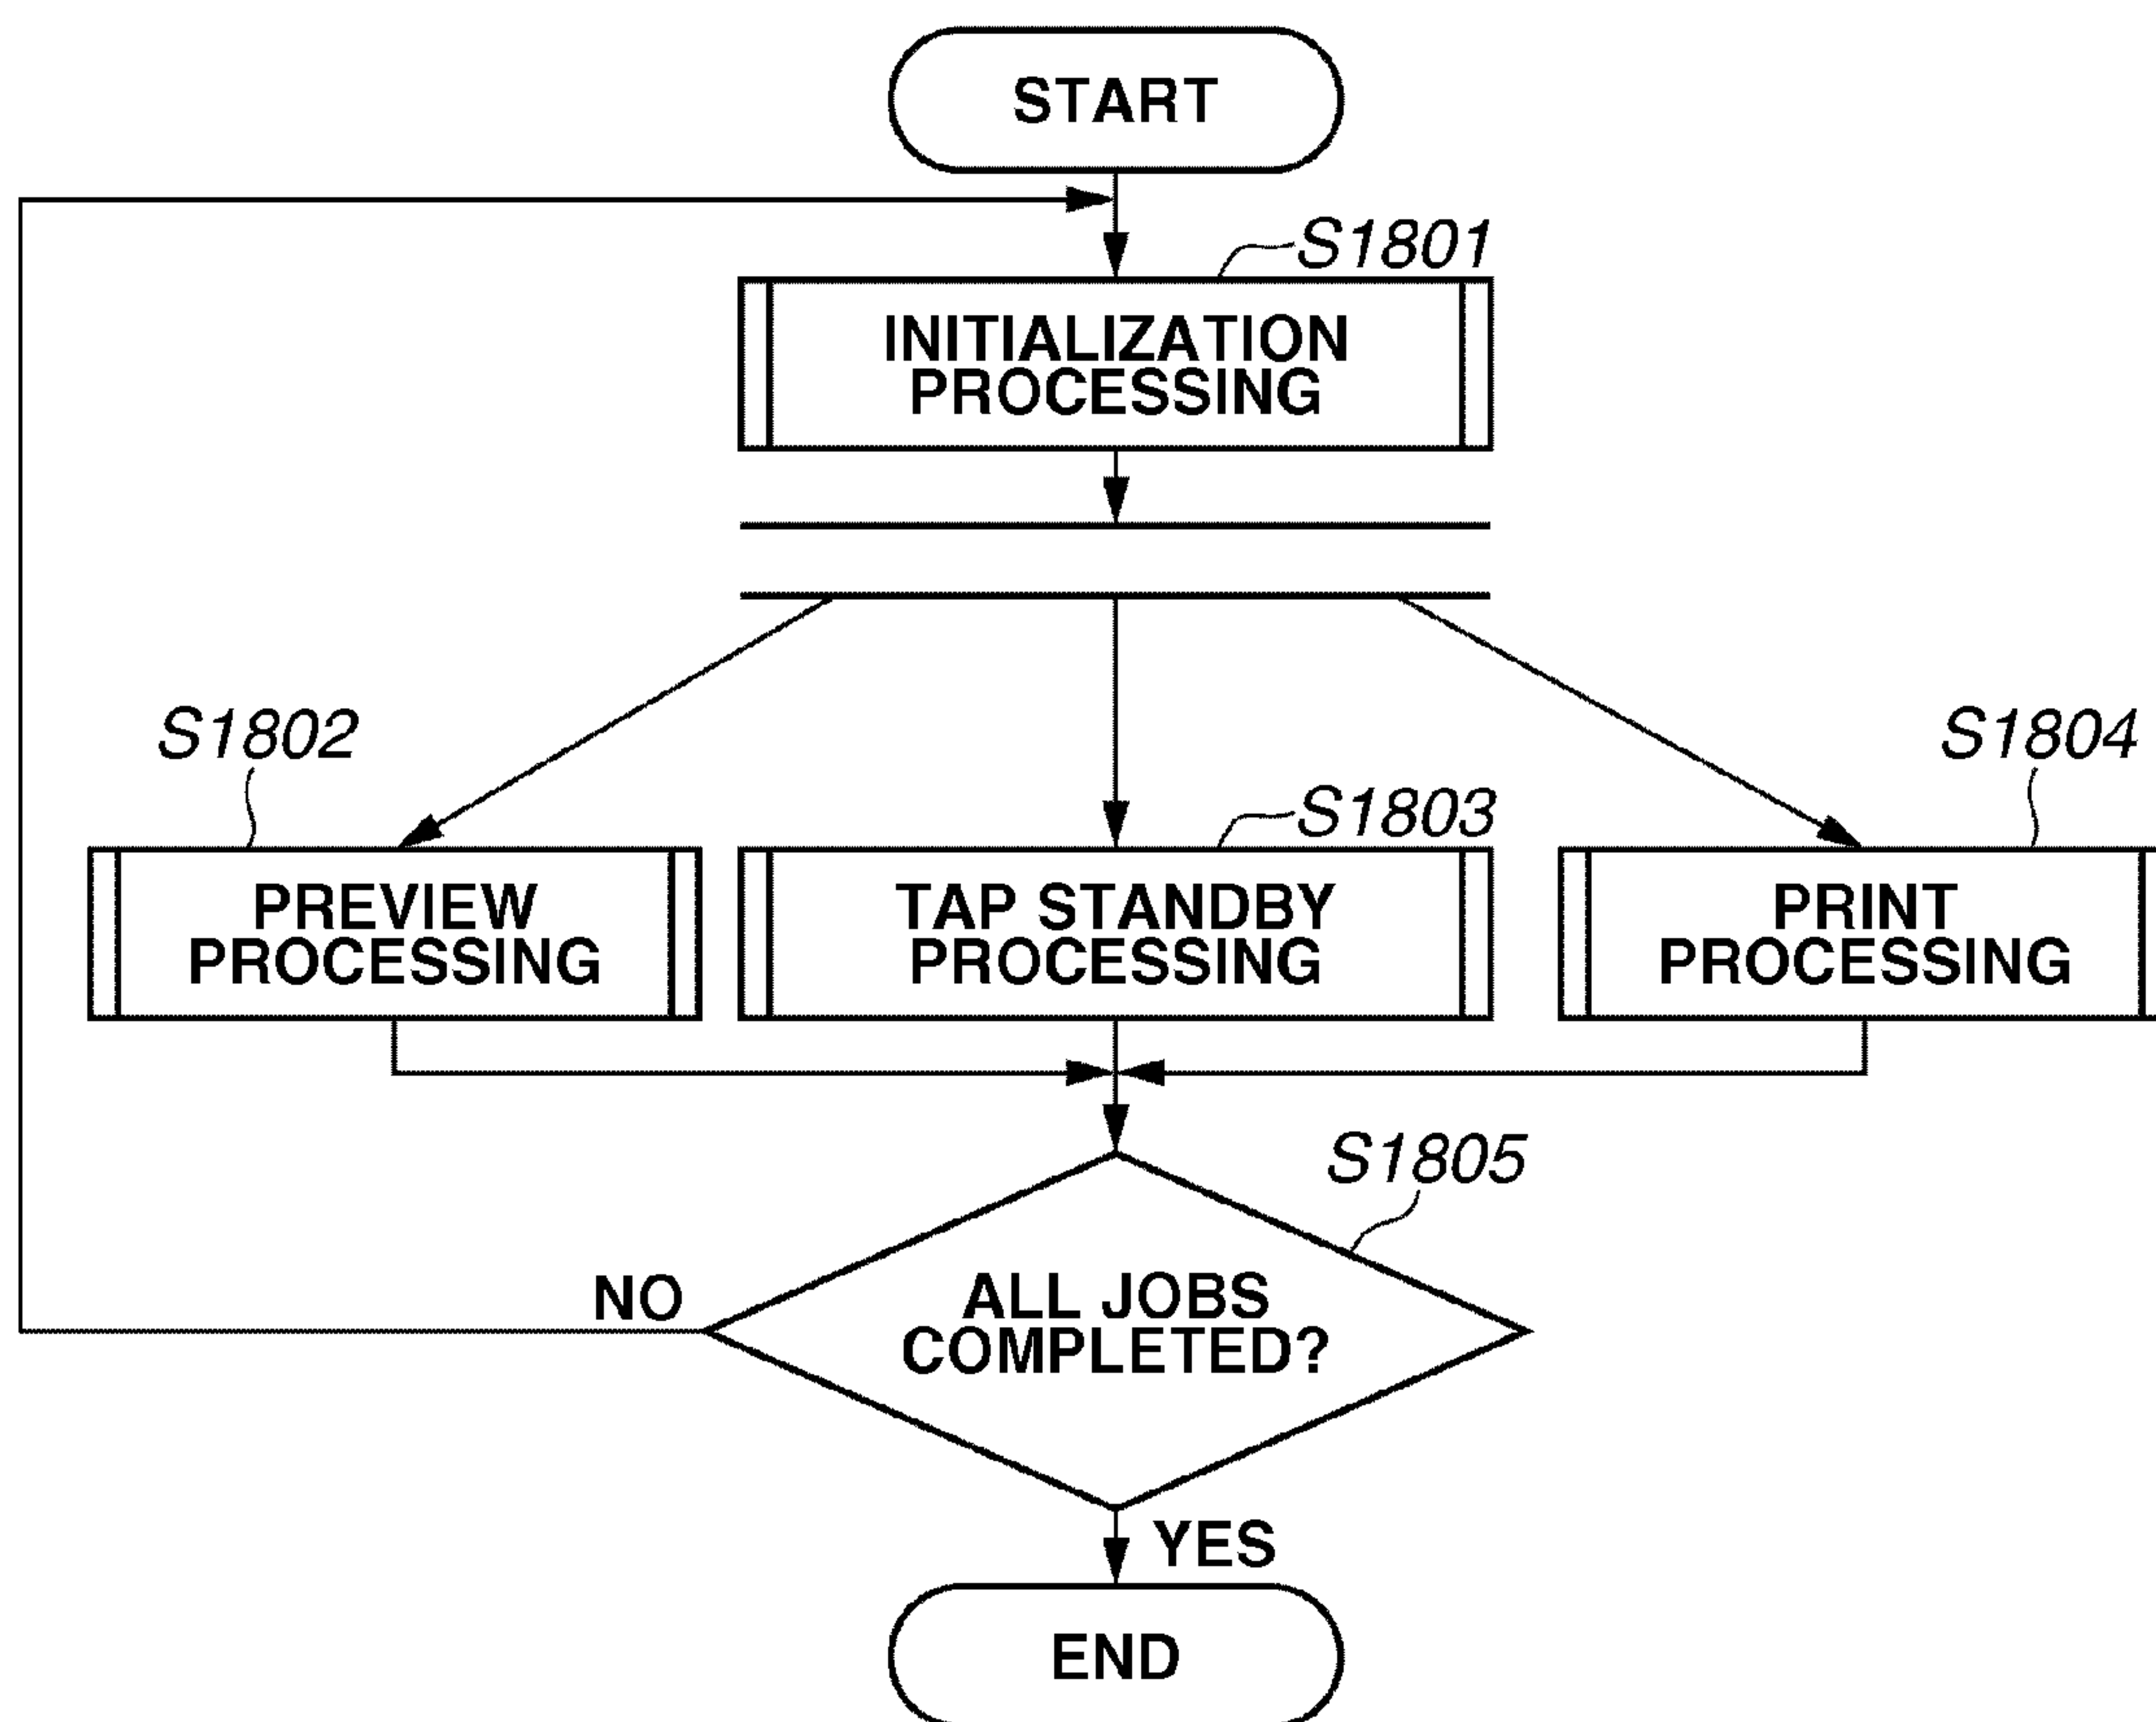 START
S1801
INITIALIZATION
PROCESSING
S1802
S1803
S1804
PREVIEW
PROCESSING
TAP STANDBY
PROCESSING
PRINT
PROCESSING
S1805
NO
ALL JOBS
COMPLETED?
YES
END